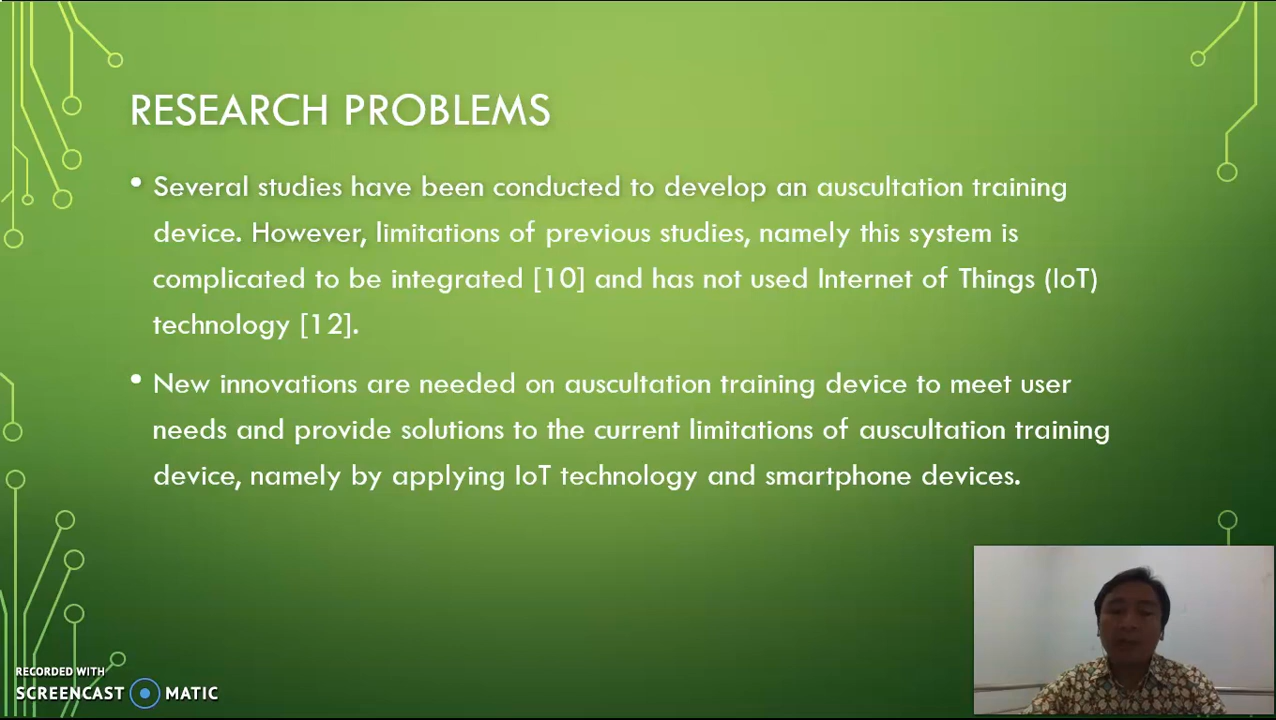 RESEARCH PROBLEMS
• Several studies have been conducted to develop an auscultation training
device. However, limitations of previous studies, namely this system is
complicated to be integrated [10] and has not used Internet of Things (IoT)
technology [12].
• New innovations are needed on auscultation training device to meet user
needs and provide solutions to the current limitations of auscultation training
device, namely by applying IoT technology and smartphone devices.
RECORDED WITH
SCREENCAST MATIC